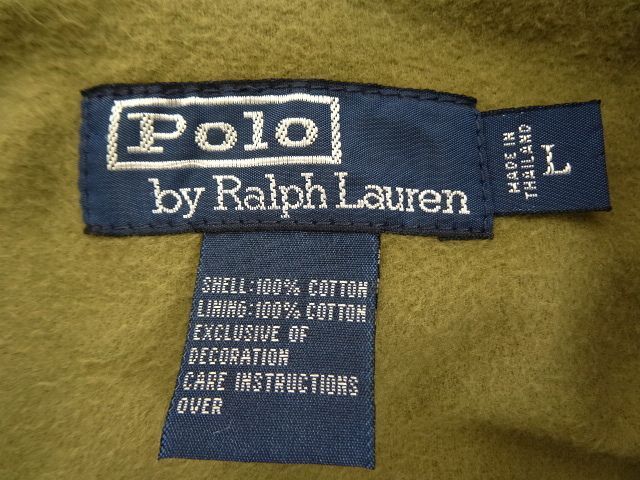 Polo
by Ralph Lauren
MADE IN
THAILAND
L
SHELL:100% COTTON
LINING:100% COTTON
EXCLUSIVE OF
DECORATION
CARE INSTRUCTIONS
OVER